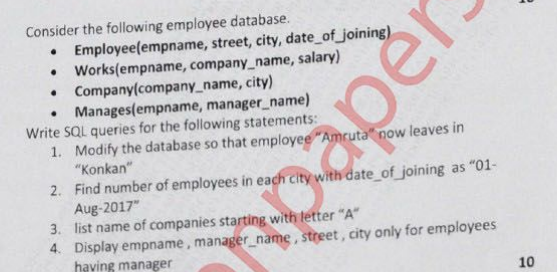 Consider the following employee database.
• Employee(empname, street, city, date_of_joining)
• Works(empname, company_name, salary)
• Company(company_name, city)
• Manages(empname, manager_name)
Write SQL queries for the following statements:
1. Modify the database so that employee "Amruta" now leaves in
"Konkan"
2. Find number of employees in each city with date_of_joining as "01-
Aug-2017"
3. list name of companies starting with letter "A"
4. Display empname , manager_name , street , city only for employees
having manager
10